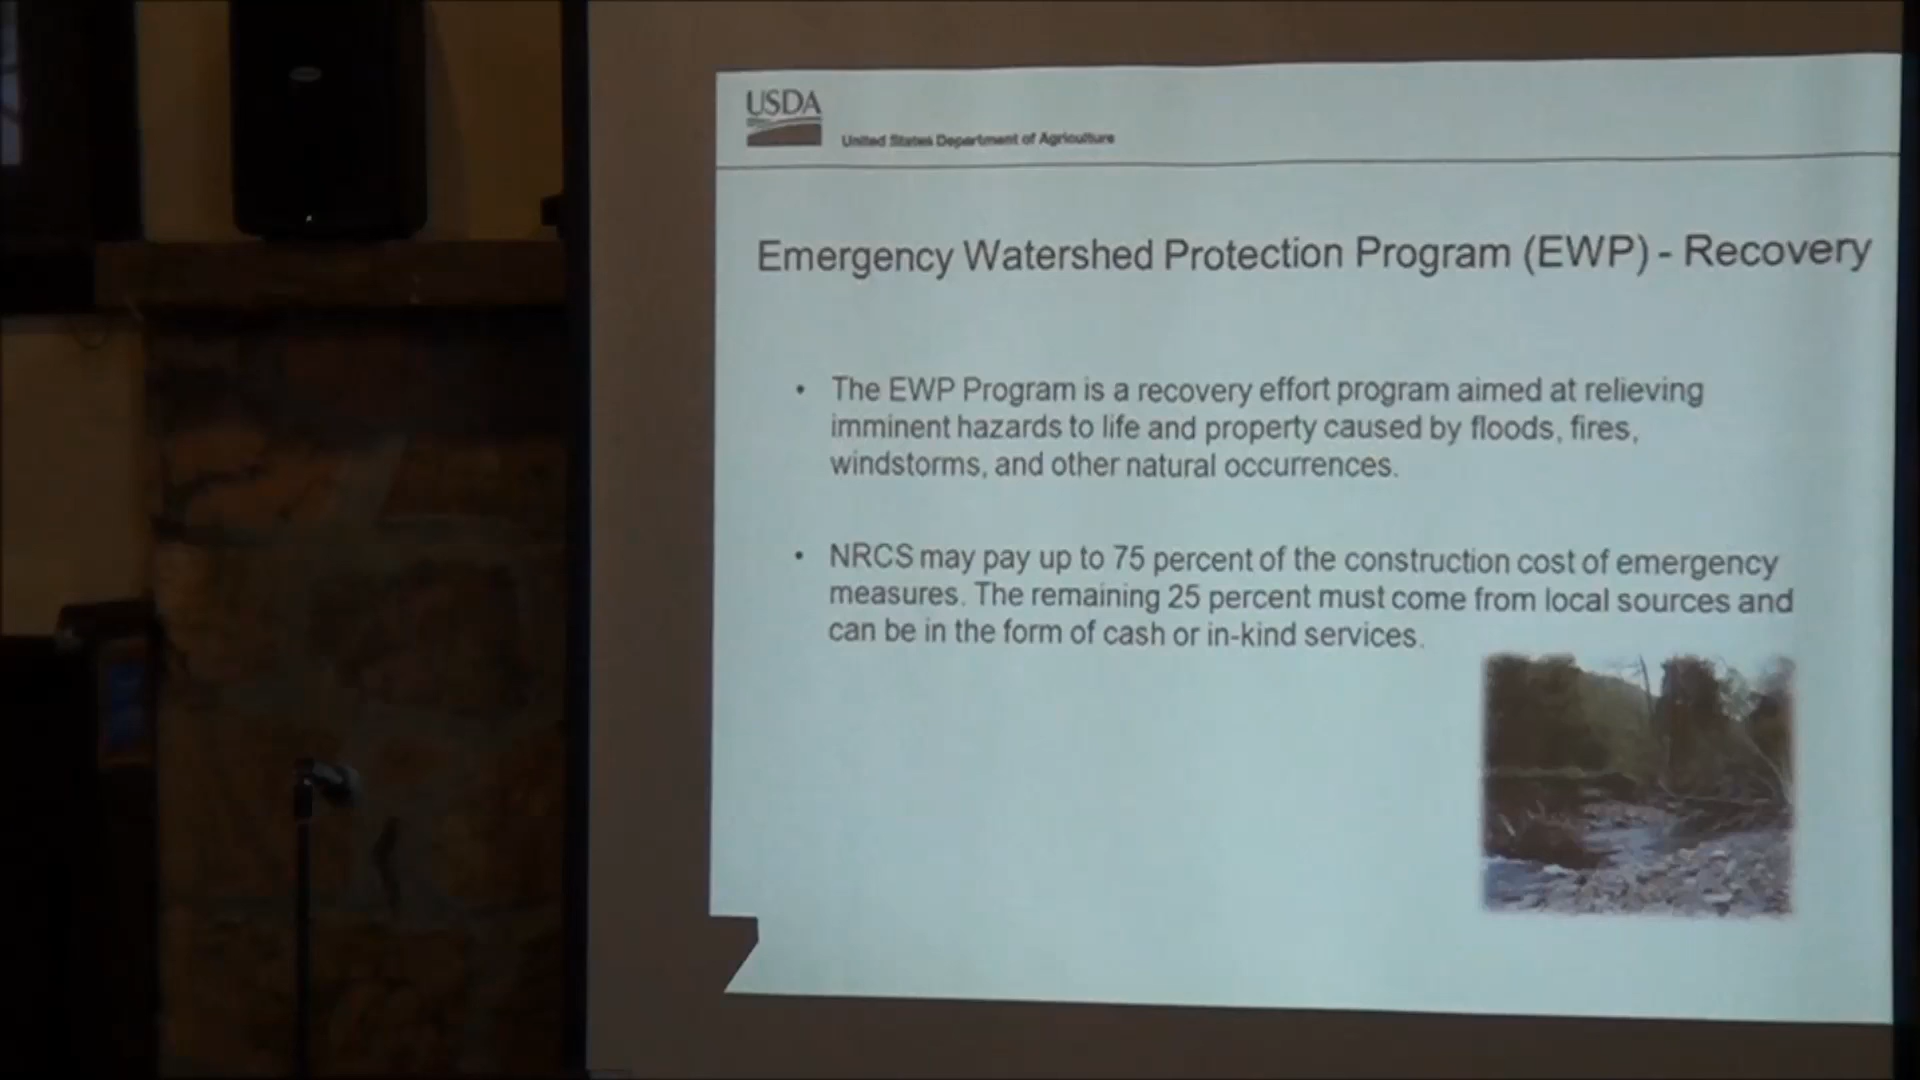 USDA
United States Department of Agriculture
Emergency Watershed Protection Program (EWP) - Recovery
• The EWP Program is a recovery effort program aimed at relieving
imminent hazards to life and property caused by floods, fires,
windstorms, and other natural occurrences.
• NRCS may pay up to 75 percent of the construction cost of emergency
measures. The remaining 25 percent must come from local sources and
can be in the form of cash or in-kind services.